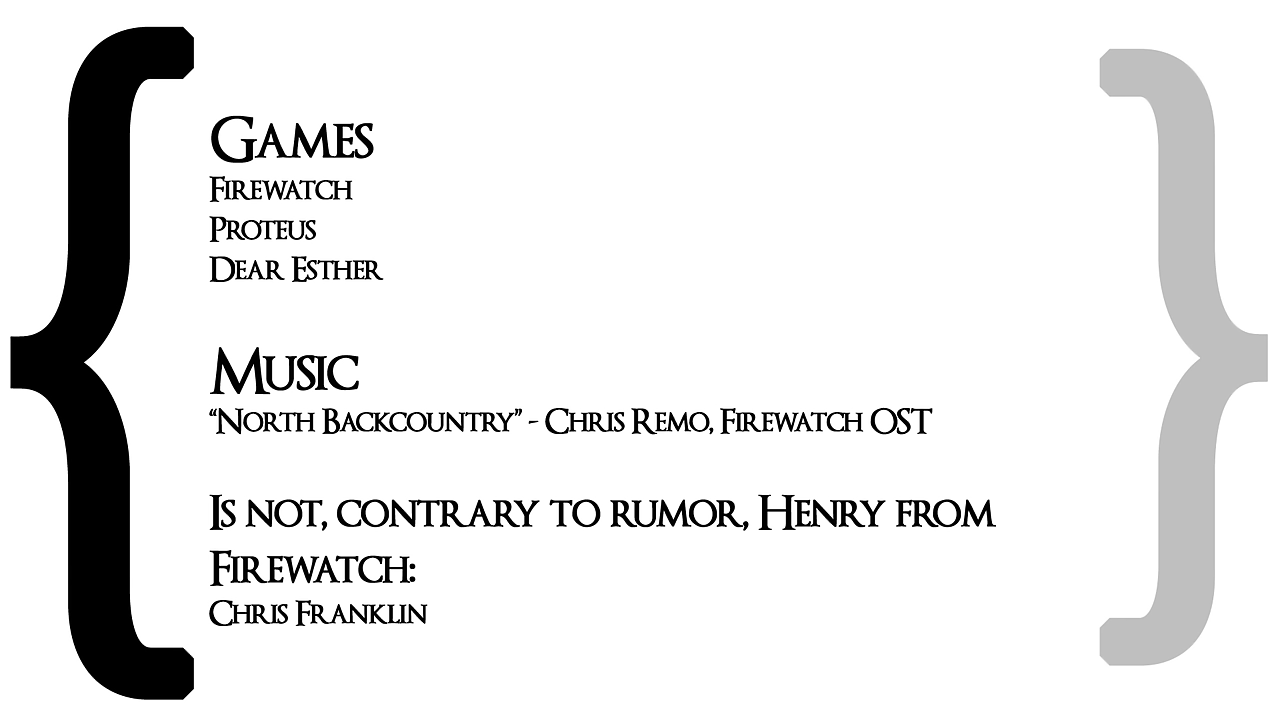 Games
Firewatch
Proteus
Dear Esther
Music
“North Backcountry” - Chris Remo, Firewatch OST
Is not, contrary to rumor, Henry from
Firewatch:
Chris Franklin